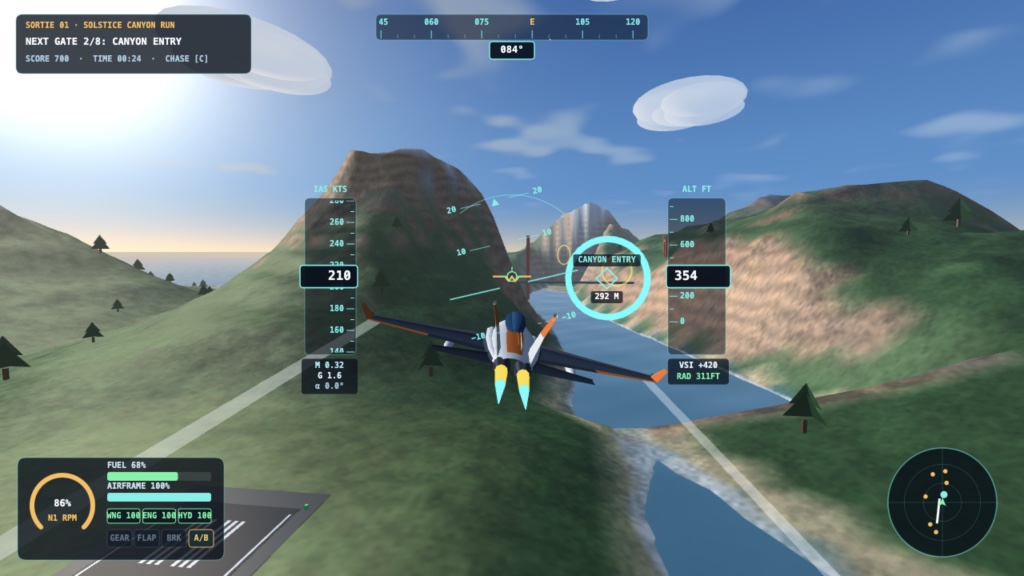 SORTIE 01 · SOLSTICE CANYON RUN
NEXT GATE 2/8: CANYON ENTRY
SCORE 700 · TIME 00:24 · CHASE [C]
45 060 075 E 105 120
084°
IAS KTS
280
260
240
220
210
200
180
160
140
M 0.32
G 1.6
α 0.0°
20 20
10 10
-10 -10
CANYON ENTRY
292 M
ALT FT
800
600
354
200
0
VSI +420
RAD 311FT
86%
N1 RPM
FUEL 68%
AIRFRAME 100%
WNG 100 ENG 100 HYD 100
GEAR FLAP BRK A/B